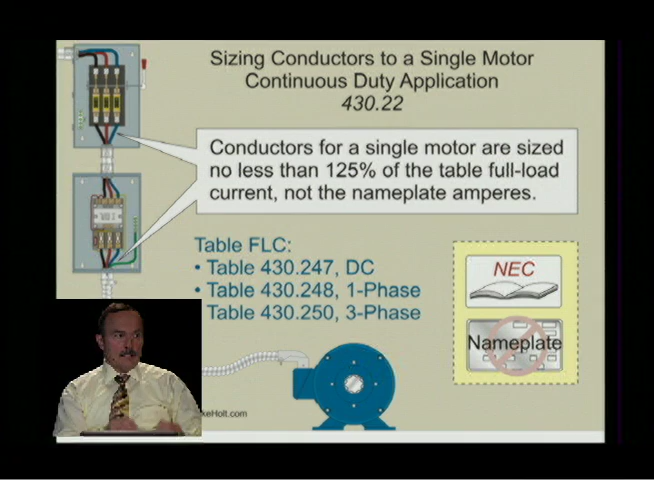 Sizing Conductors to a Single Motor
Continuous Duty Application
430.22
Conductors for a single motor are sized
no less than 125% of the table full-load
current, not the nameplate amperes.
Table FLC:
• Table 430.247, DC
• Table 430.248, 1-Phase
Table 430.250, 3-Phase
NEC
Nameplate
keHolt.com